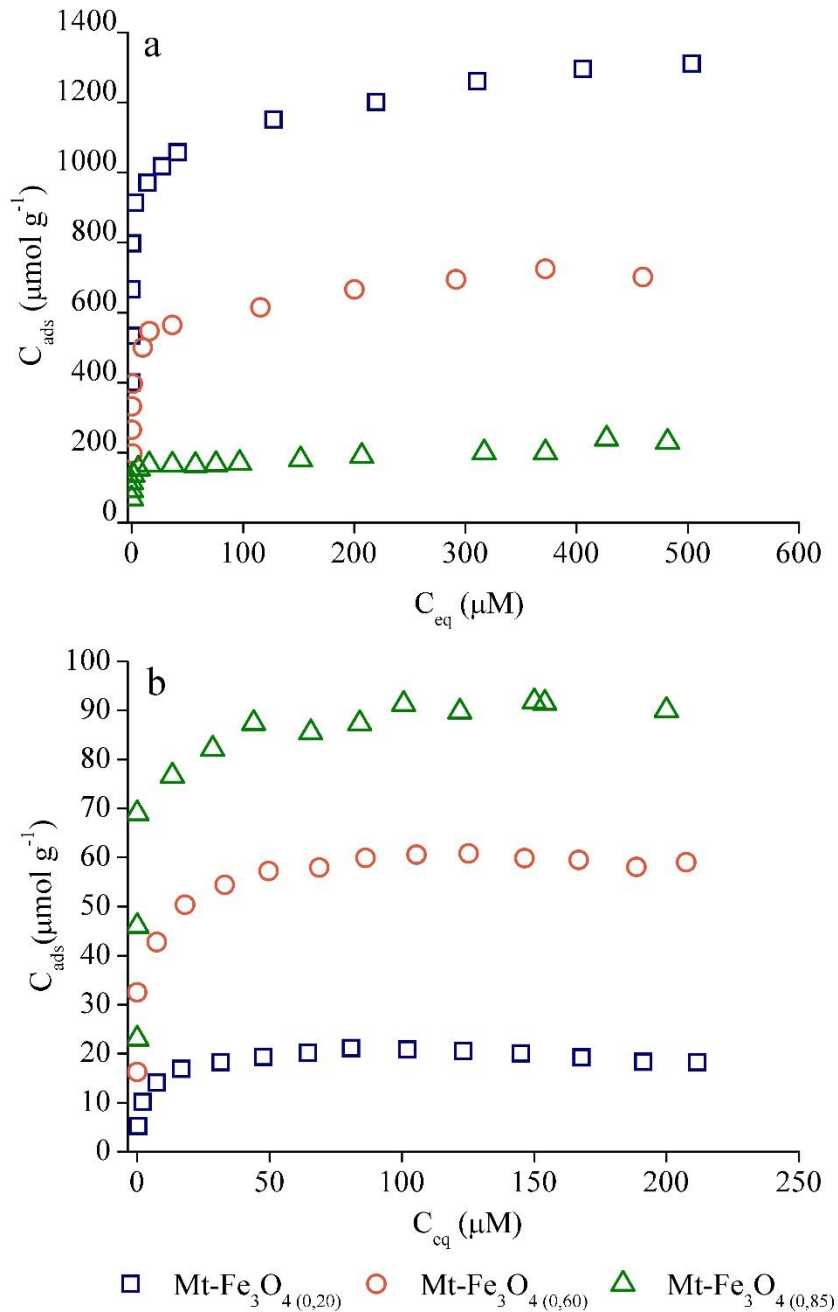 a
1400
1200
1000
800
600
400
200
0
C_ads (μmol g⁻¹)
0 100 200 300 400 500 600
C_eq (μM)
b
100
90
80
70
60
50
40
30
20
10
0
C_ads (μmol g⁻¹)
0 50 100 150 200 250
C_eq (μM)
Mt-Fe₃O₄ (0,20) Mt-Fe₃O₄ (0,60) Mt-Fe₃O₄ (0,85)